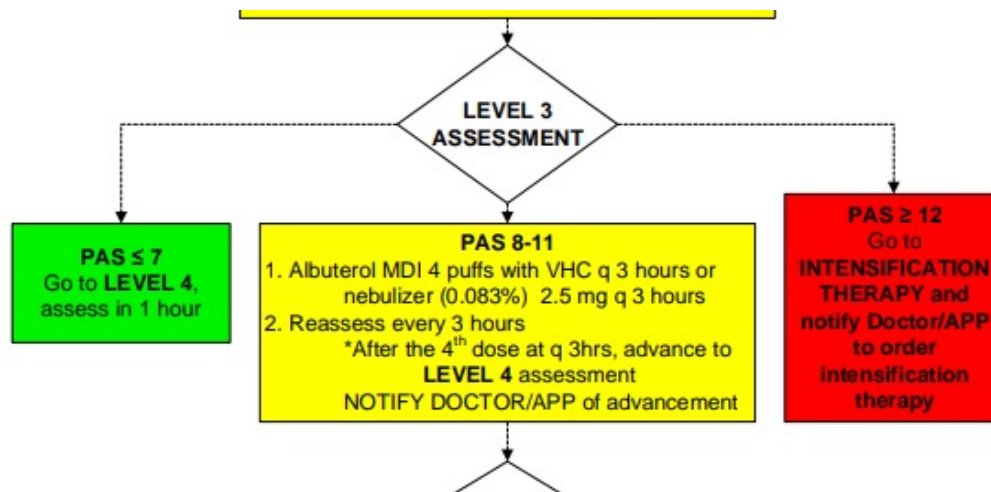 LEVEL 3
ASSESSMENT
PAS ≤ 7
Go to LEVEL 4,
assess in 1 hour
PAS 8-11
1. Albuterol MDI 4 puffs with VHC q 3 hours or
nebulizer (0.083%) 2.5 mg q 3 hours
2. Reassess every 3 hours
*After the 4th dose at q 3hrs, advance to
LEVEL 4 assessment
NOTIFY DOCTOR/APP of advancement
PAS ≥ 12
Go to
INTENSIFICATION
THERAPY and
notify Doctor/APP
to order
intensification
therapy